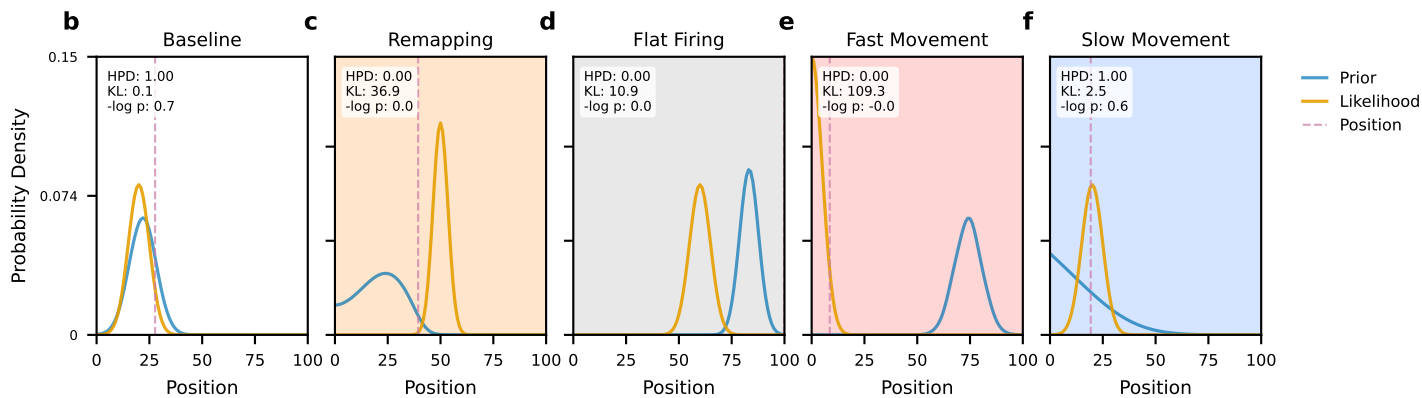 b
Baseline
HPD: 1.00
KL: 0.1
-log p: 0.7
c
Remapping
HPD: 0.00
KL: 36.9
-log p: 0.0
d
Flat Firing
HPD: 0.00
KL: 10.9
-log p: 0.0
e
Fast Movement
HPD: 0.00
KL: 109.3
-log p: -0.0
f
Slow Movement
HPD: 1.00
KL: 2.5
-log p: 0.6
Prior
Likelihood
Position
Probability Density
0.15
0.074
0
0 25 50 75 100
0 25 50 75 100
0 25 50 75 100
0 25 50 75 100
0 25 50 75 100
Position
Position
Position
Position
Position